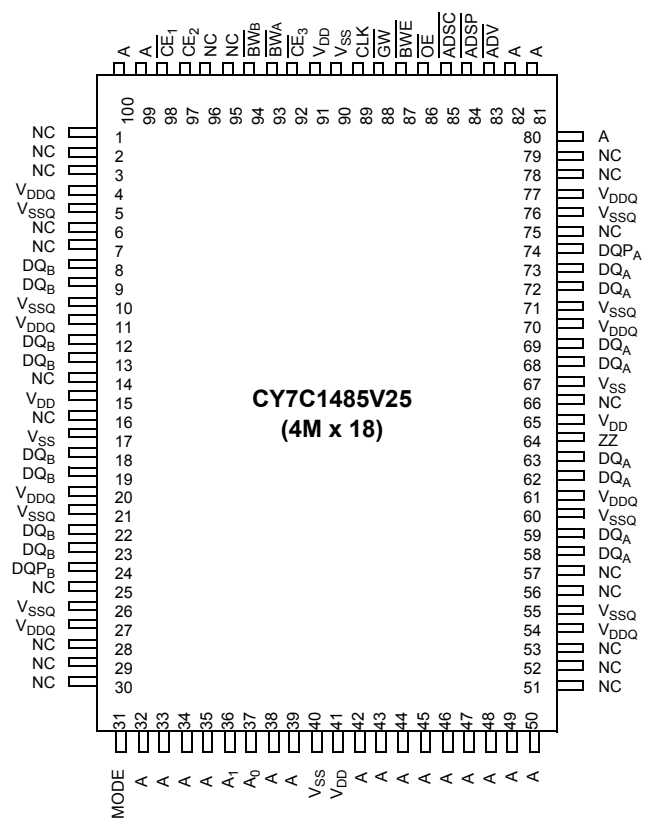 A A CE1 CE2 NC NC BWB BWA CE3 VDD VSS CLK GW BWE OE ADSC ADSP ADV A A
100 99 98 97 96 95 94 93 92 91 90 89 88 87 86 85 84 83 82 81
NC 1 80 A
NC 2 79 NC
NC 3 78 NC
VDDQ 4 77 VDDQ
VSSQ 5 76 VSSQ
NC 6 75 NC
NC 7 74 DQPA
DQB 8 73 DQA
DQB 9 72 DQA
VSSQ 10 71 VSSQ
VDDQ 11 70 VDDQ
DQB 12 69 DQA
DQB 13 68 DQA
NC 14 67 VSS
VDD 15 66 NC
NC 16 65 VDD
VSS 17 64 ZZ
DQB 18 63 DQA
DQB 19 62 DQA
VDDQ 20 61 VDDQ
VSSQ 21 60 VSSQ
DQB 22 59 DQA
DQB 23 58 DQA
DQPB 24 57 NC
NC 25 56 NC
VSSQ 26 55 VSSQ
VDDQ 27 54 VDDQ
NC 28 53 NC
NC 29 52 NC
NC 30 51 NC
CY7C1485V25
(4M x 18)
31 32 33 34 35 36 37 38 39 40 41 42 43 44 45 46 47 48 49 50
MODE A A A A A1 A0 A A VSS VDD A A A A A A A A A